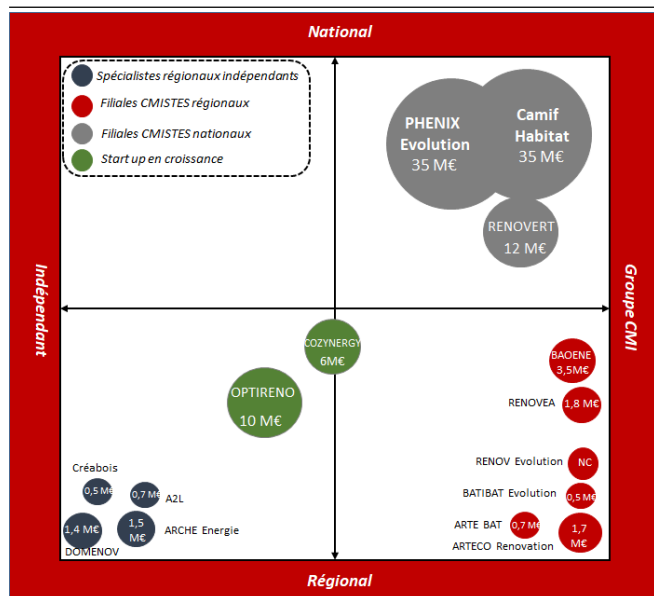 National
Spécialistes régionaux indépendants
Filiales CMISTES régionaux
Filiales CMISTES nationaux
Start up en croissance
PHENIX
Evolution
35 M€
Camif
Habitat
35 M€
RENOVERT
12 M€
Indépendant
Groupe CMI
COZYNERGY
6M€
BAOENE
3,5M€
OPTIRENO
10 M€
RENOVEA
1,8 M€
RENOV Evolution
NC
Créabois
0,5 M€
0,7 M€
A2L
BATIBAT Evolution
0,5 M€
1,4 M€
DOMENOV
1,5
M€
ARCHE Energie
ARTE BAT
0,7 M€
ARTECO Renovation
1,7
M€
Régional